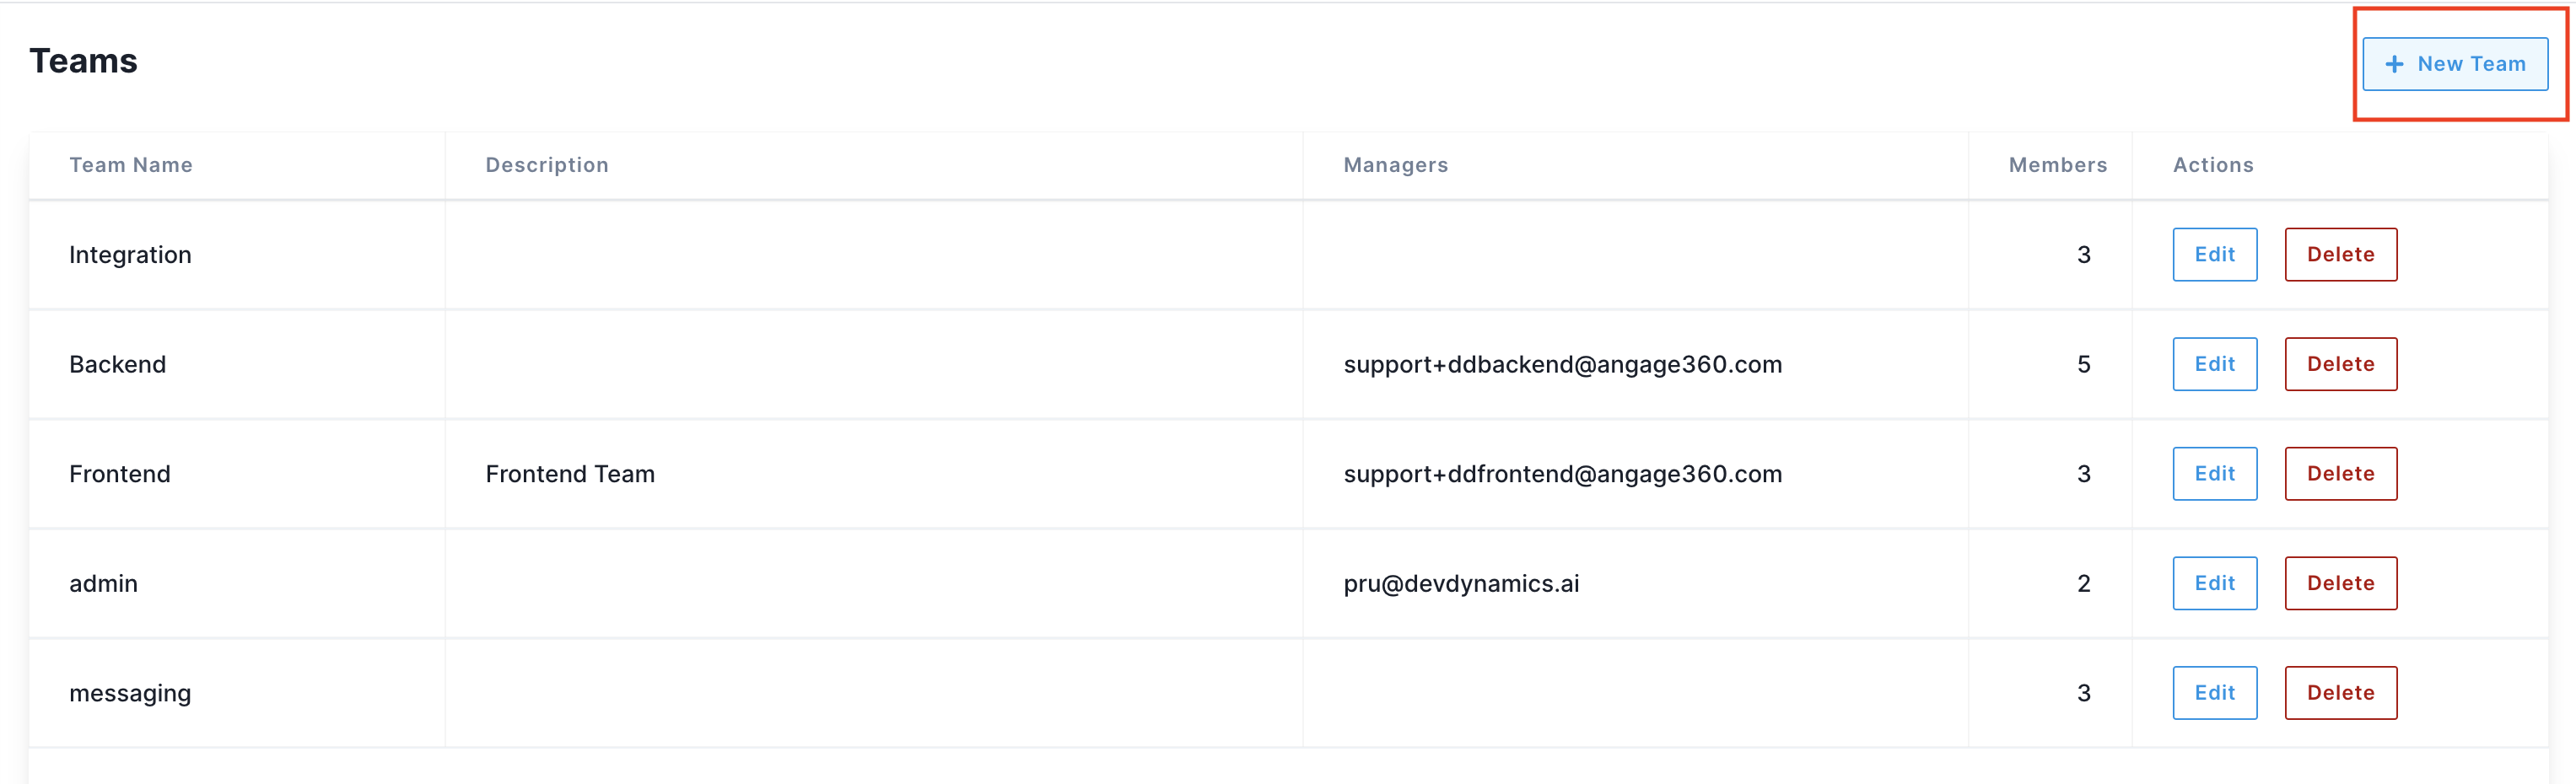 Teams
+ New Team
Team Name Description Managers Members Actions
Integration 3 Edit Delete
Backend support+ddbackend@angage360.com 5 Edit Delete
Frontend Frontend Team support+ddfrontend@angage360.com 3 Edit Delete
admin pru@devdynamics.ai 2 Edit Delete
messaging 3 Edit Delete